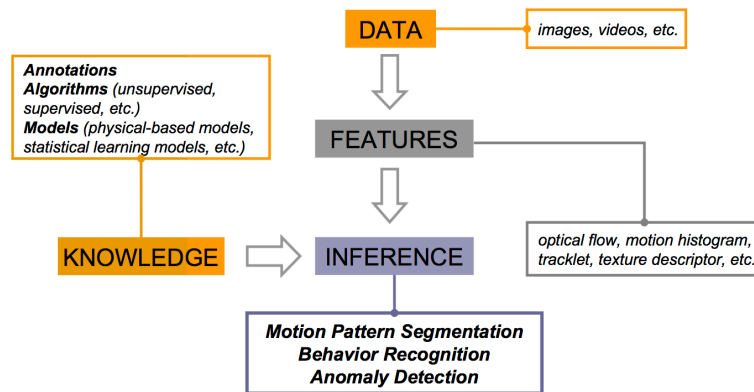 DATA
images, videos, etc.
Annotations
Algorithms (unsupervised,
supervised, etc.)
Models (physical-based models,
statistical learning models, etc.)
FEATURES
KNOWLEDGE
INFERENCE
optical flow, motion histogram,
tracklet, texture descriptor, etc.
Motion Pattern Segmentation
Behavior Recognition
Anomaly Detection